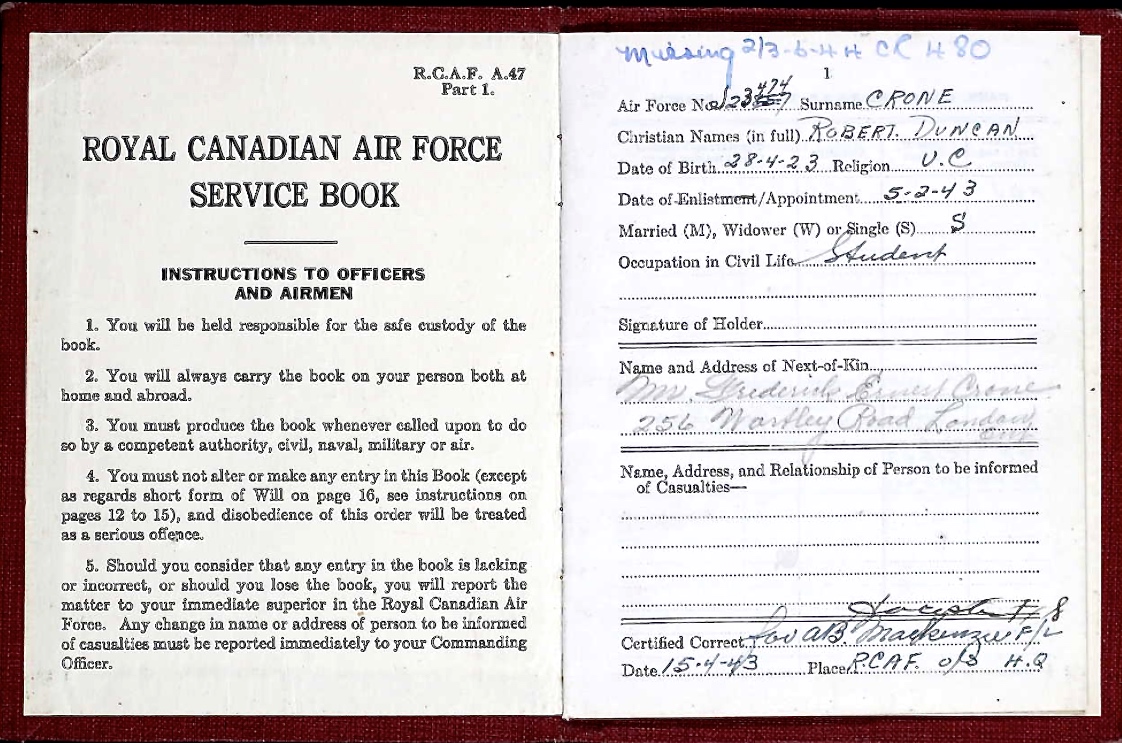 R.C.A.F. A.47
Part 1.
ROYAL CANADIAN AIR FORCE
SERVICE BOOK
INSTRUCTIONS TO OFFICERS
AND AIRMEN
1. You will be held responsible for the safe custody of the
book.
2. You will always carry the book on your person both at
home and abroad.
3. You must produce the book whenever called upon to do
so by a competent authority, civil, naval, military or air.
4. You must not alter or make any entry in this Book (except
as regards short form of Will on page 16, see instructions on
pages 12 to 15), and disobedience of this order will be treated
as a serious offence.
5. Should you consider that any entry in the book is lacking
or incorrect, or should you lose the book, you will report the
matter to your immediate superior in the Royal Canadian Air
Force. Any change in name or address of person to be informed
of casualties must be reported immediately to your Commanding
Officer.
Missing 2/3-6-44 CR 480
1
Air Force No. Surname CRONE
Christian Names (in full) ROBERT DUNCAN
Date of Birth 28-4-23 Religion U.C
Date of Enlistment/Appointment 5-2-43
Married (M), Widower (W) or Single (S) S
Occupation in Civil Life Student
Signature of Holder
Name and Address of Next-of-Kin
Mr. Frederick Ernest Crone
256 Wortley Road London
Ont
Name, Address, and Relationship of Person to be informed
of Casualties—
Certified Correct for AB Mackenzie F/L
Date 15-4-43 Place R.C.A.F. O/S H.Q